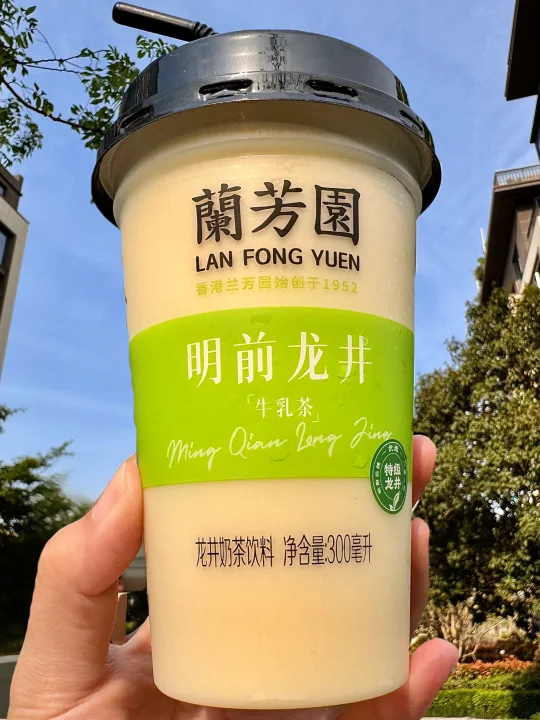 蘭芳園
LAN FONG YUEN
香港兰芳园始创于1952
明前龙井
「牛乳茶」
Ming Qian Long Jing
特级
龙井
龙井奶茶饮料 净含量:300毫升